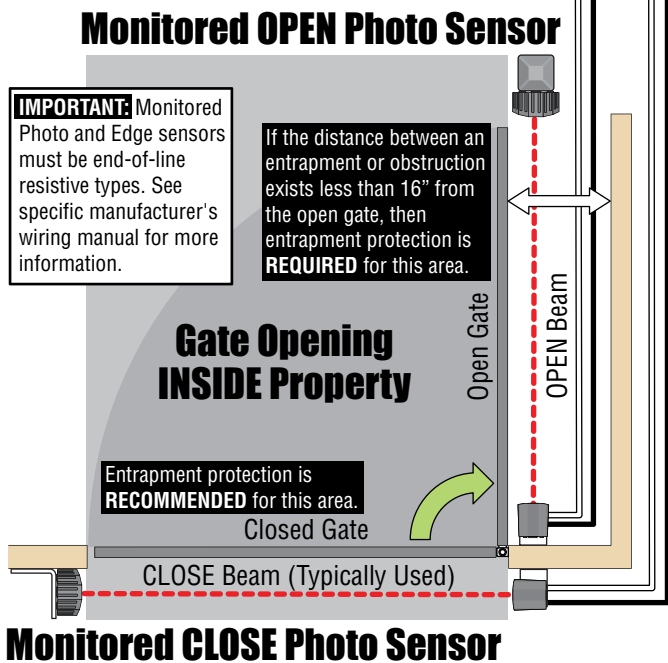 Monitored OPEN Photo Sensor
IMPORTANT: Monitored
Photo and Edge sensors
must be end-of-line
resistive types. See
specific manufacturer's
wiring manual for more
information.
If the distance between an
entrapment or obstruction
exists less than 16” from
the open gate, then
entrapment protection is
REQUIRED for this area.
Open Gate
OPEN Beam
Gate Opening
INSIDE Property
Entrapment protection is
RECOMMENDED for this area.
Closed Gate
CLOSE Beam (Typically Used)
Monitored CLOSE Photo Sensor